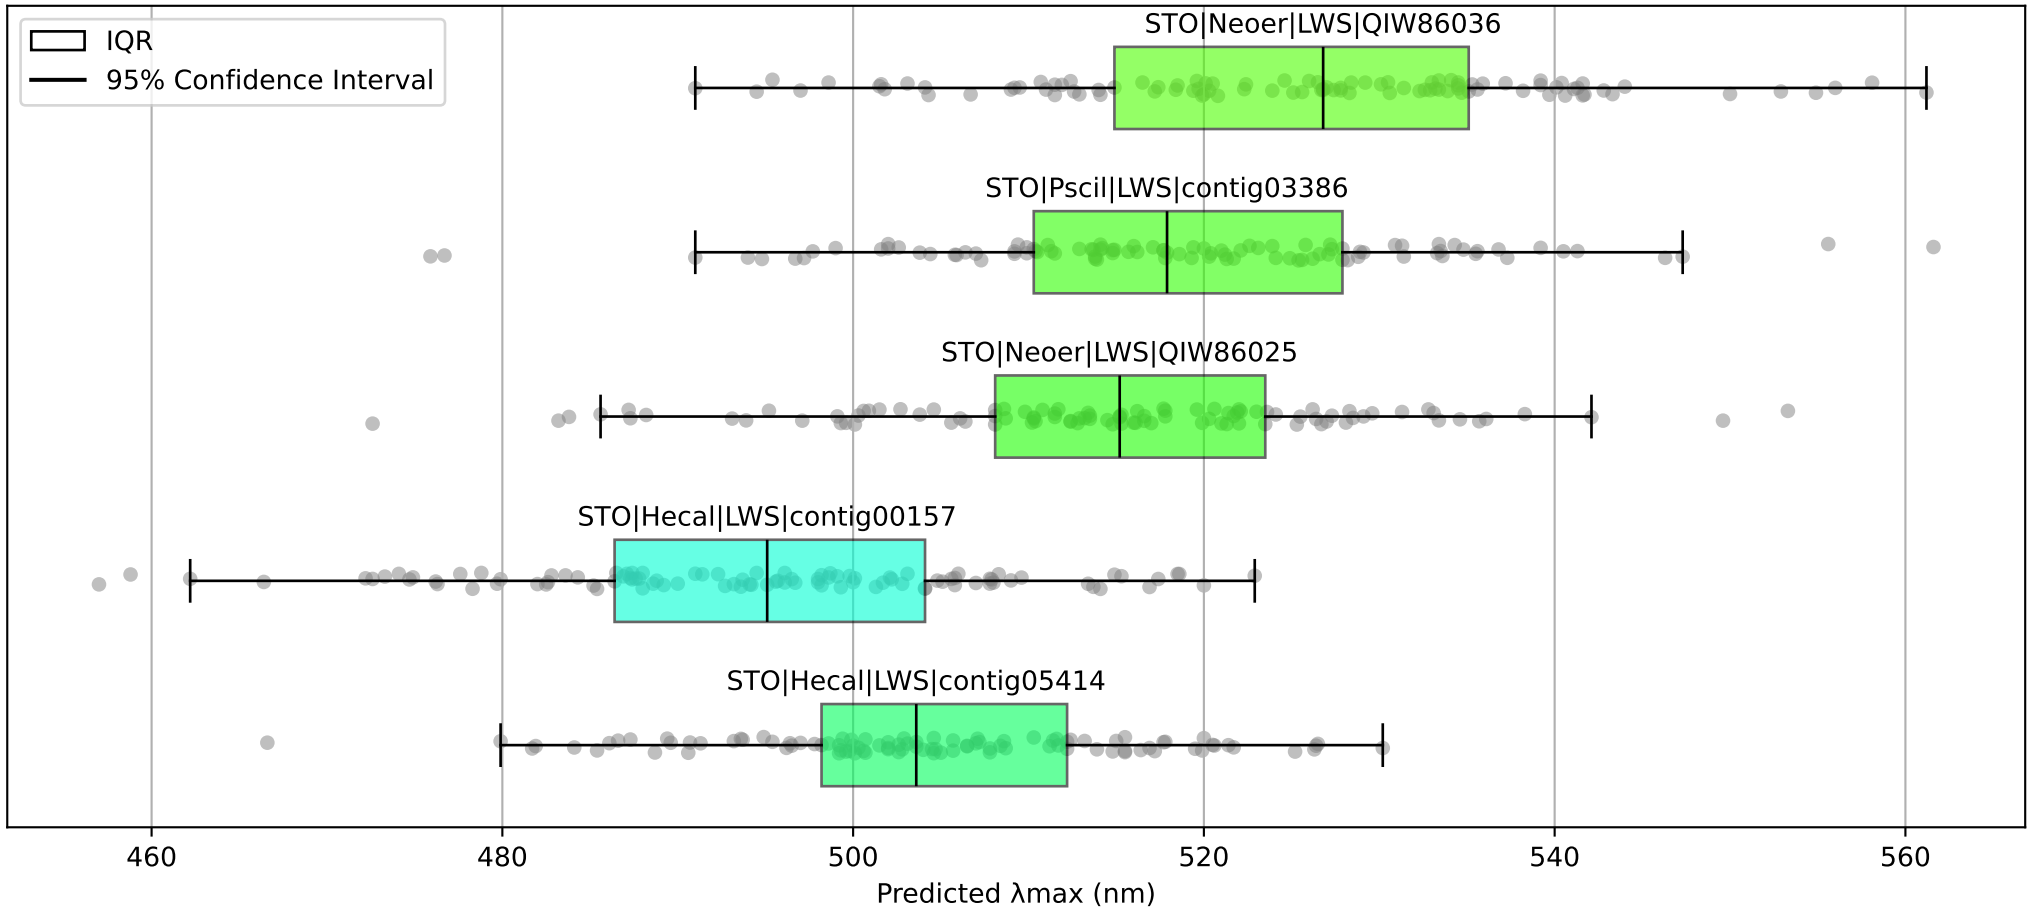 IQR
95% Confidence Interval
STO|Neoer|LWS|QIW86036
STO|Pscil|LWS|contig03386
STO|Neoer|LWS|QIW86025
STO|Hecal|LWS|contig00157
STO|Hecal|LWS|contig05414
460 480 500 520 540 560
Predicted λmax (nm)